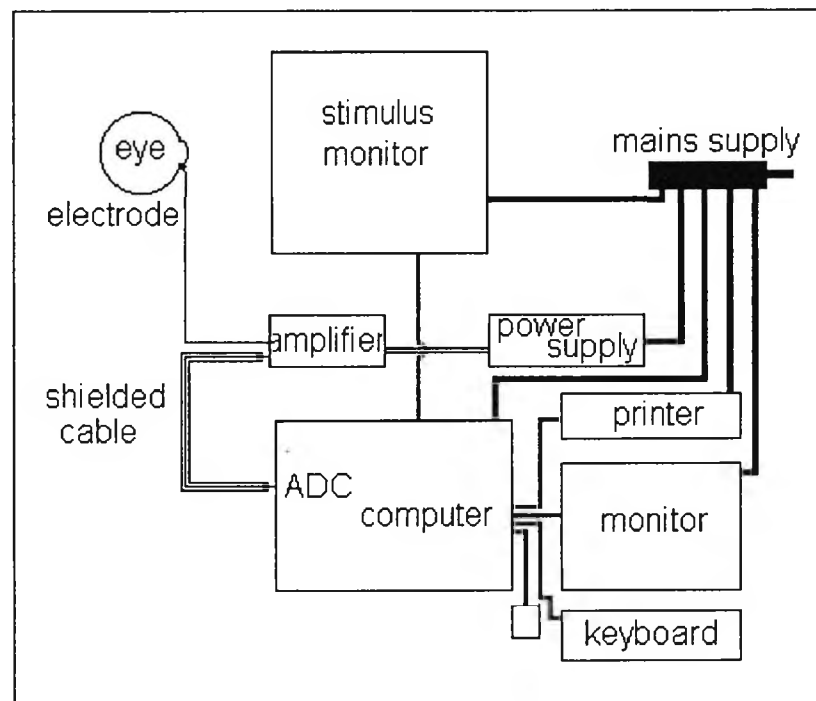 stimulus
monitor
mains supply
eye
electrode
amplifier
power
supply
shielded
cable
printer
ADC
computer
monitor
keyboard